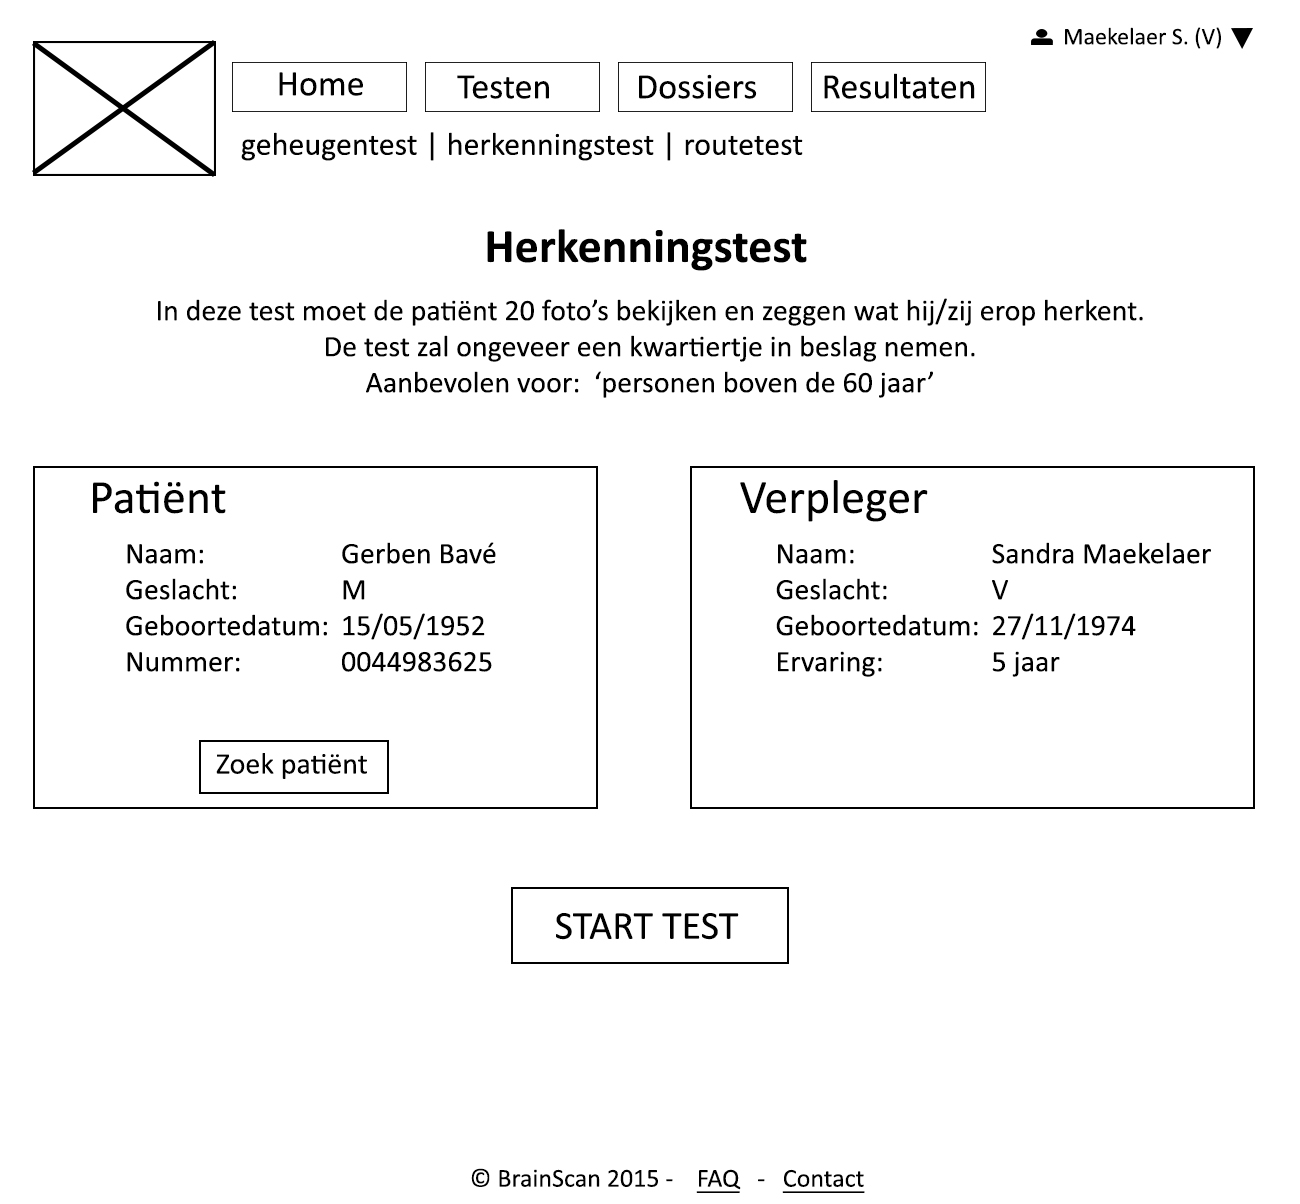 Maekelaer S. (V)
Home Testen Dossiers Resultaten
geheugentest | herkenningstest | routetest
Herkenningstest
In deze test moet de patiënt 20 foto’s bekijken en zeggen wat hij/zij erop herkent.
De test zal ongeveer een kwartiertje in beslag nemen.
Aanbevolen voor: ‘personen boven de 60 jaar’
Patiënt
Naam: Gerben Bavé
Geslacht: M
Geboortedatum: 15/05/1952
Nummer: 0044983625
Zoek patiënt
Verpleger
Naam: Sandra Maekelaer
Geslacht: V
Geboortedatum: 27/11/1974
Ervaring: 5 jaar
START TEST
© BrainScan 2015 - FAQ - Contact